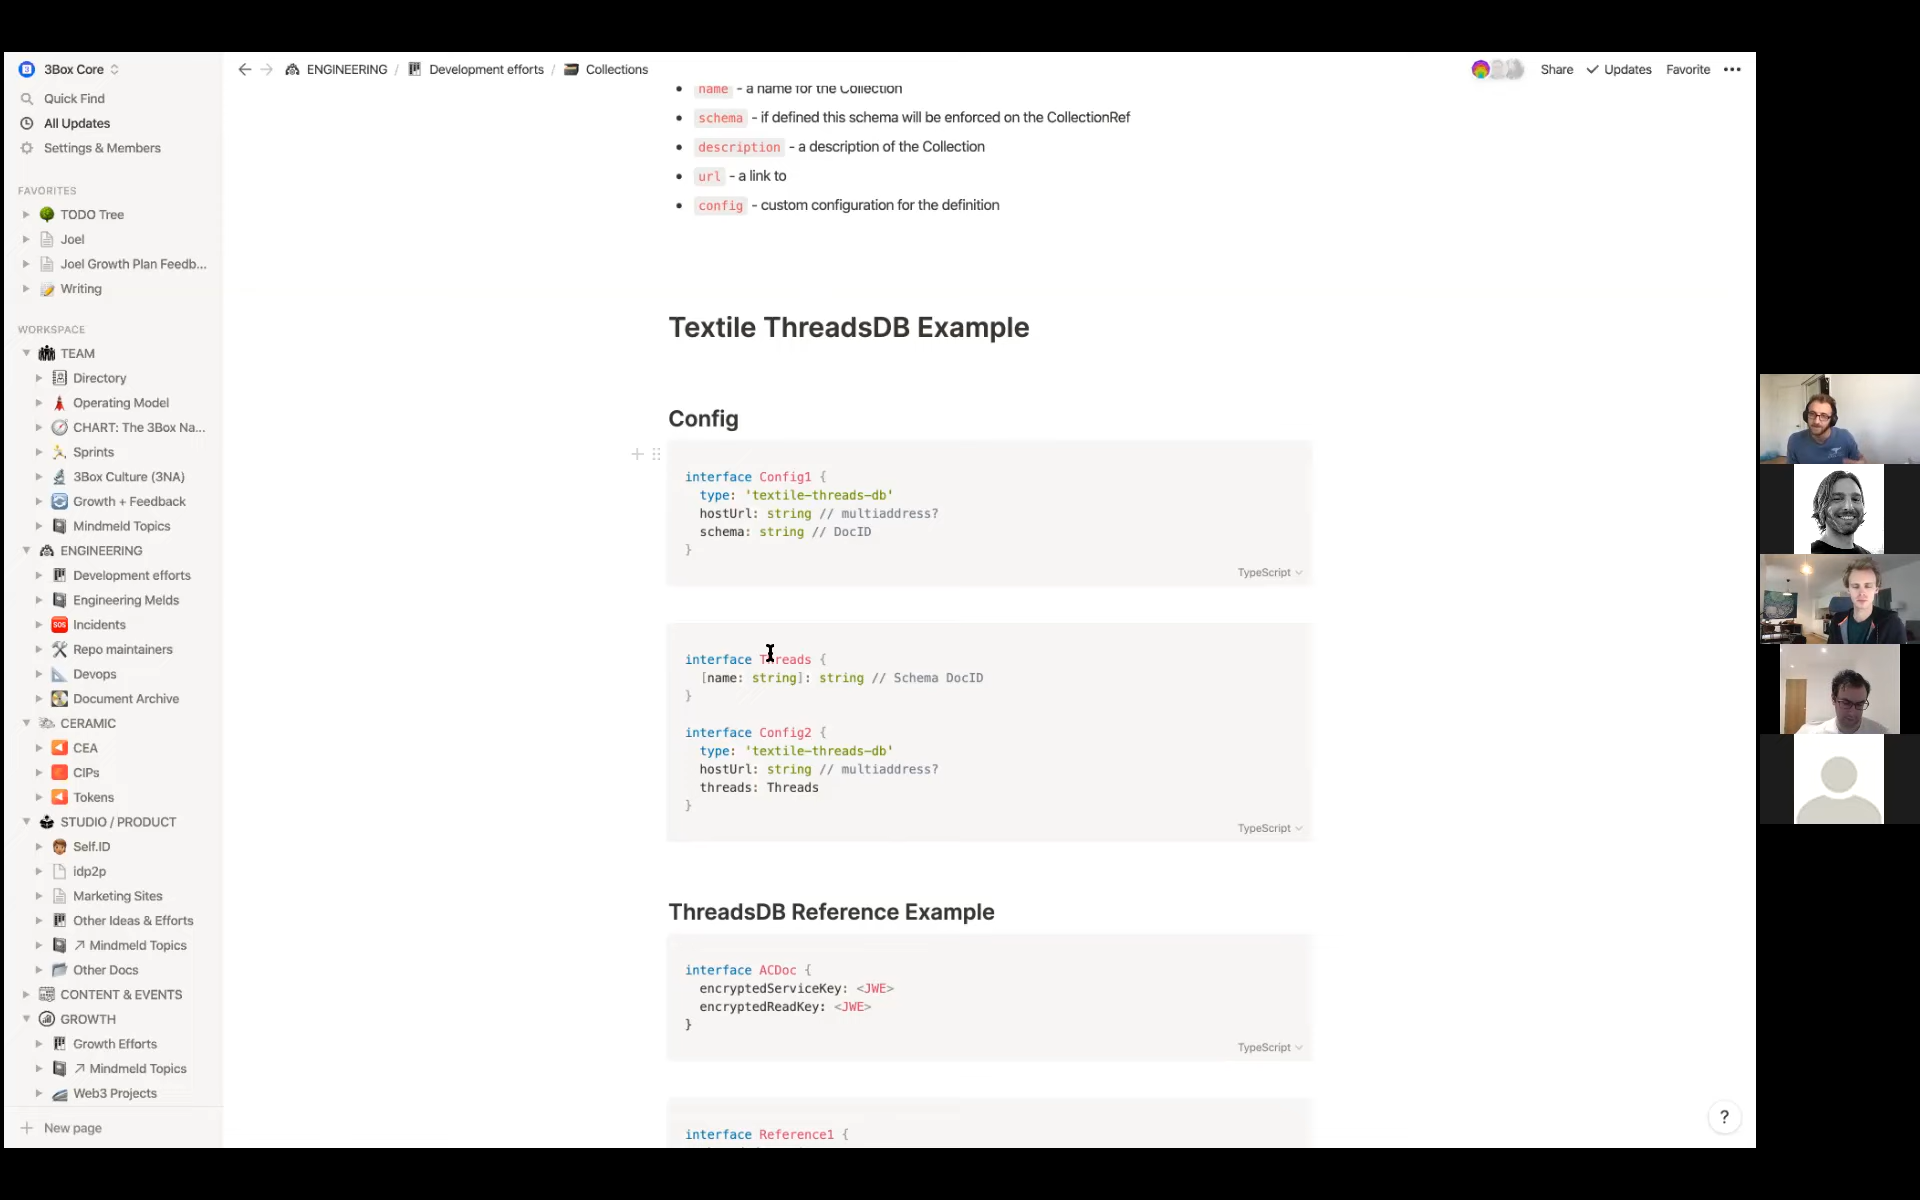 3Box Core
Quick Find
All Updates
Settings & Members
FAVORITES
TODO Tree
Joel
Joel Growth Plan Feedb...
Writing
WORKSPACE
TEAM
Directory
Operating Model
CHART: The 3Box Na...
Sprints
3Box Culture (3NA)
Growth + Feedback
Mindmeld Topics
ENGINEERING
Development efforts
Engineering Melds
Incidents
Repo maintainers
Devops
Document Archive
CERAMIC
CEA
CIPs
Tokens
STUDIO / PRODUCT
Self.ID
idp2p
Marketing Sites
Other Ideas & Efforts
Mindmeld Topics
Other Docs
CONTENT & EVENTS
GROWTH
Growth Efforts
Mindmeld Topics
Web3 Projects
New page
ENGINEERING / Development efforts / Collections
Share Updates Favorite
name - a name for the Collection
schema - if defined this schema will be enforced on the CollectionRef
description - a description of the Collection
url - a link to
config - custom configuration for the definition
Textile ThreadsDB Example
Config
interface Config1 {
type: 'textile-threads-db'
hostUrl: string // multiaddress?
schema: string // DocID
}
TypeScript
interface Threads {
[name: string]: string // Schema DocID
}
interface Config2 {
type: 'textile-threads-db'
hostUrl: string // multiaddress?
threads: Threads
}
TypeScript
ThreadsDB Reference Example
interface ACDoc {
encryptedServiceKey: <JWE>
encryptedReadKey: <JWE>
}
TypeScript
interface Reference1 {
?